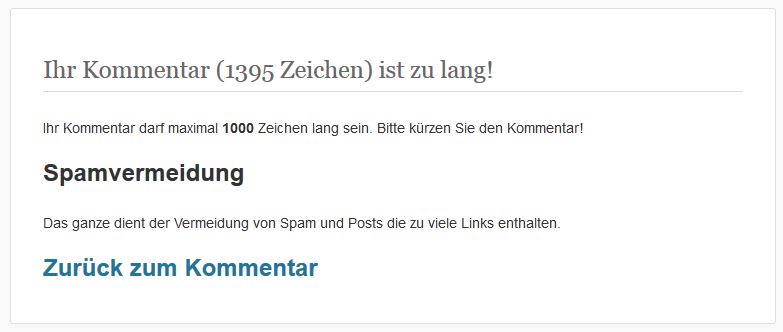 Ihr Kommentar (1395 Zeichen) ist zu lang!
Ihr Kommentar darf maximal 1000 Zeichen lang sein. Bitte kürzen Sie den Kommentar!
Spamvermeidung
Das ganze dient der Vermeidung von Spam und Posts die zu viele Links enthalten.
Zurück zum Kommentar